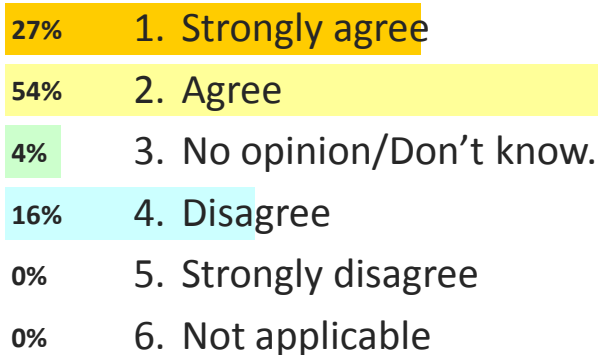 27% 1. Strongly agree
54% 2. Agree
4% 3. No opinion/Don’t know.
16% 4. Disagree
0% 5. Strongly disagree
0% 6. Not applicable